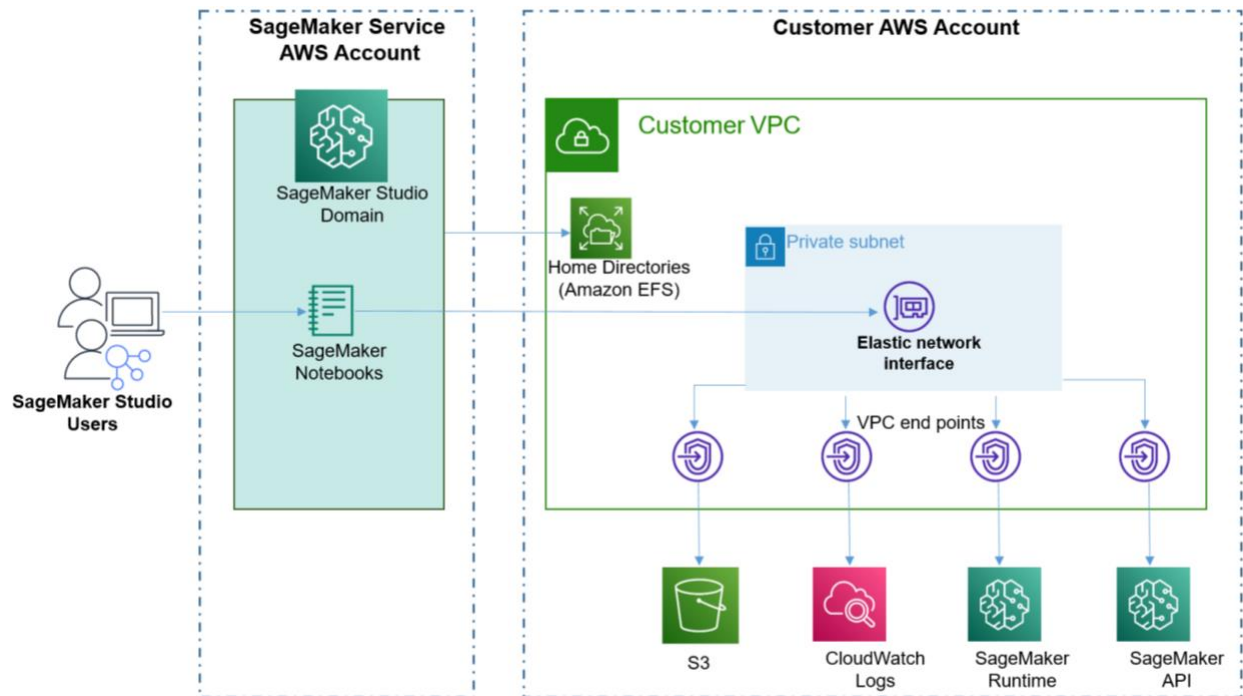 SageMaker Service
AWS Account
Customer AWS Account
SageMaker Studio
Domain
Customer VPC
Home Directories
(Amazon EFS)
Private subnet
SageMaker
Notebooks
Elastic network
interface
SageMaker Studio
Users
VPC end points
S3
CloudWatch
Logs
SageMaker
Runtime
SageMaker
API